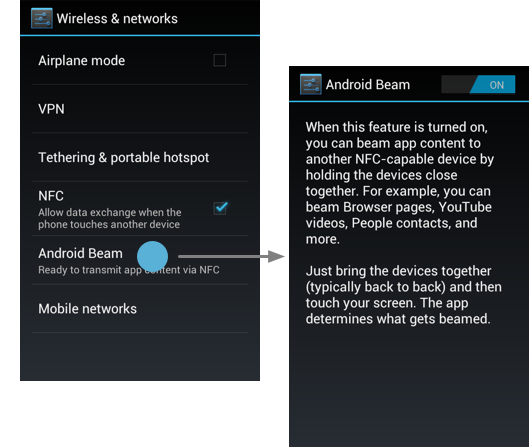 Wireless & networks
Airplane mode
VPN
Tethering & portable hotspot
NFC
Allow data exchange when the
phone touches another device
Android Beam
Ready to transmit app content via NFC
Mobile networks
Android Beam
ON
When this feature is turned on,
you can beam app content to
another NFC-capable device by
holding the devices close
together. For example, you can
beam Browser pages, YouTube
videos, People contacts, and
more.
Just bring the devices together
(typically back to back) and then
touch your screen. The app
determines what gets beamed.